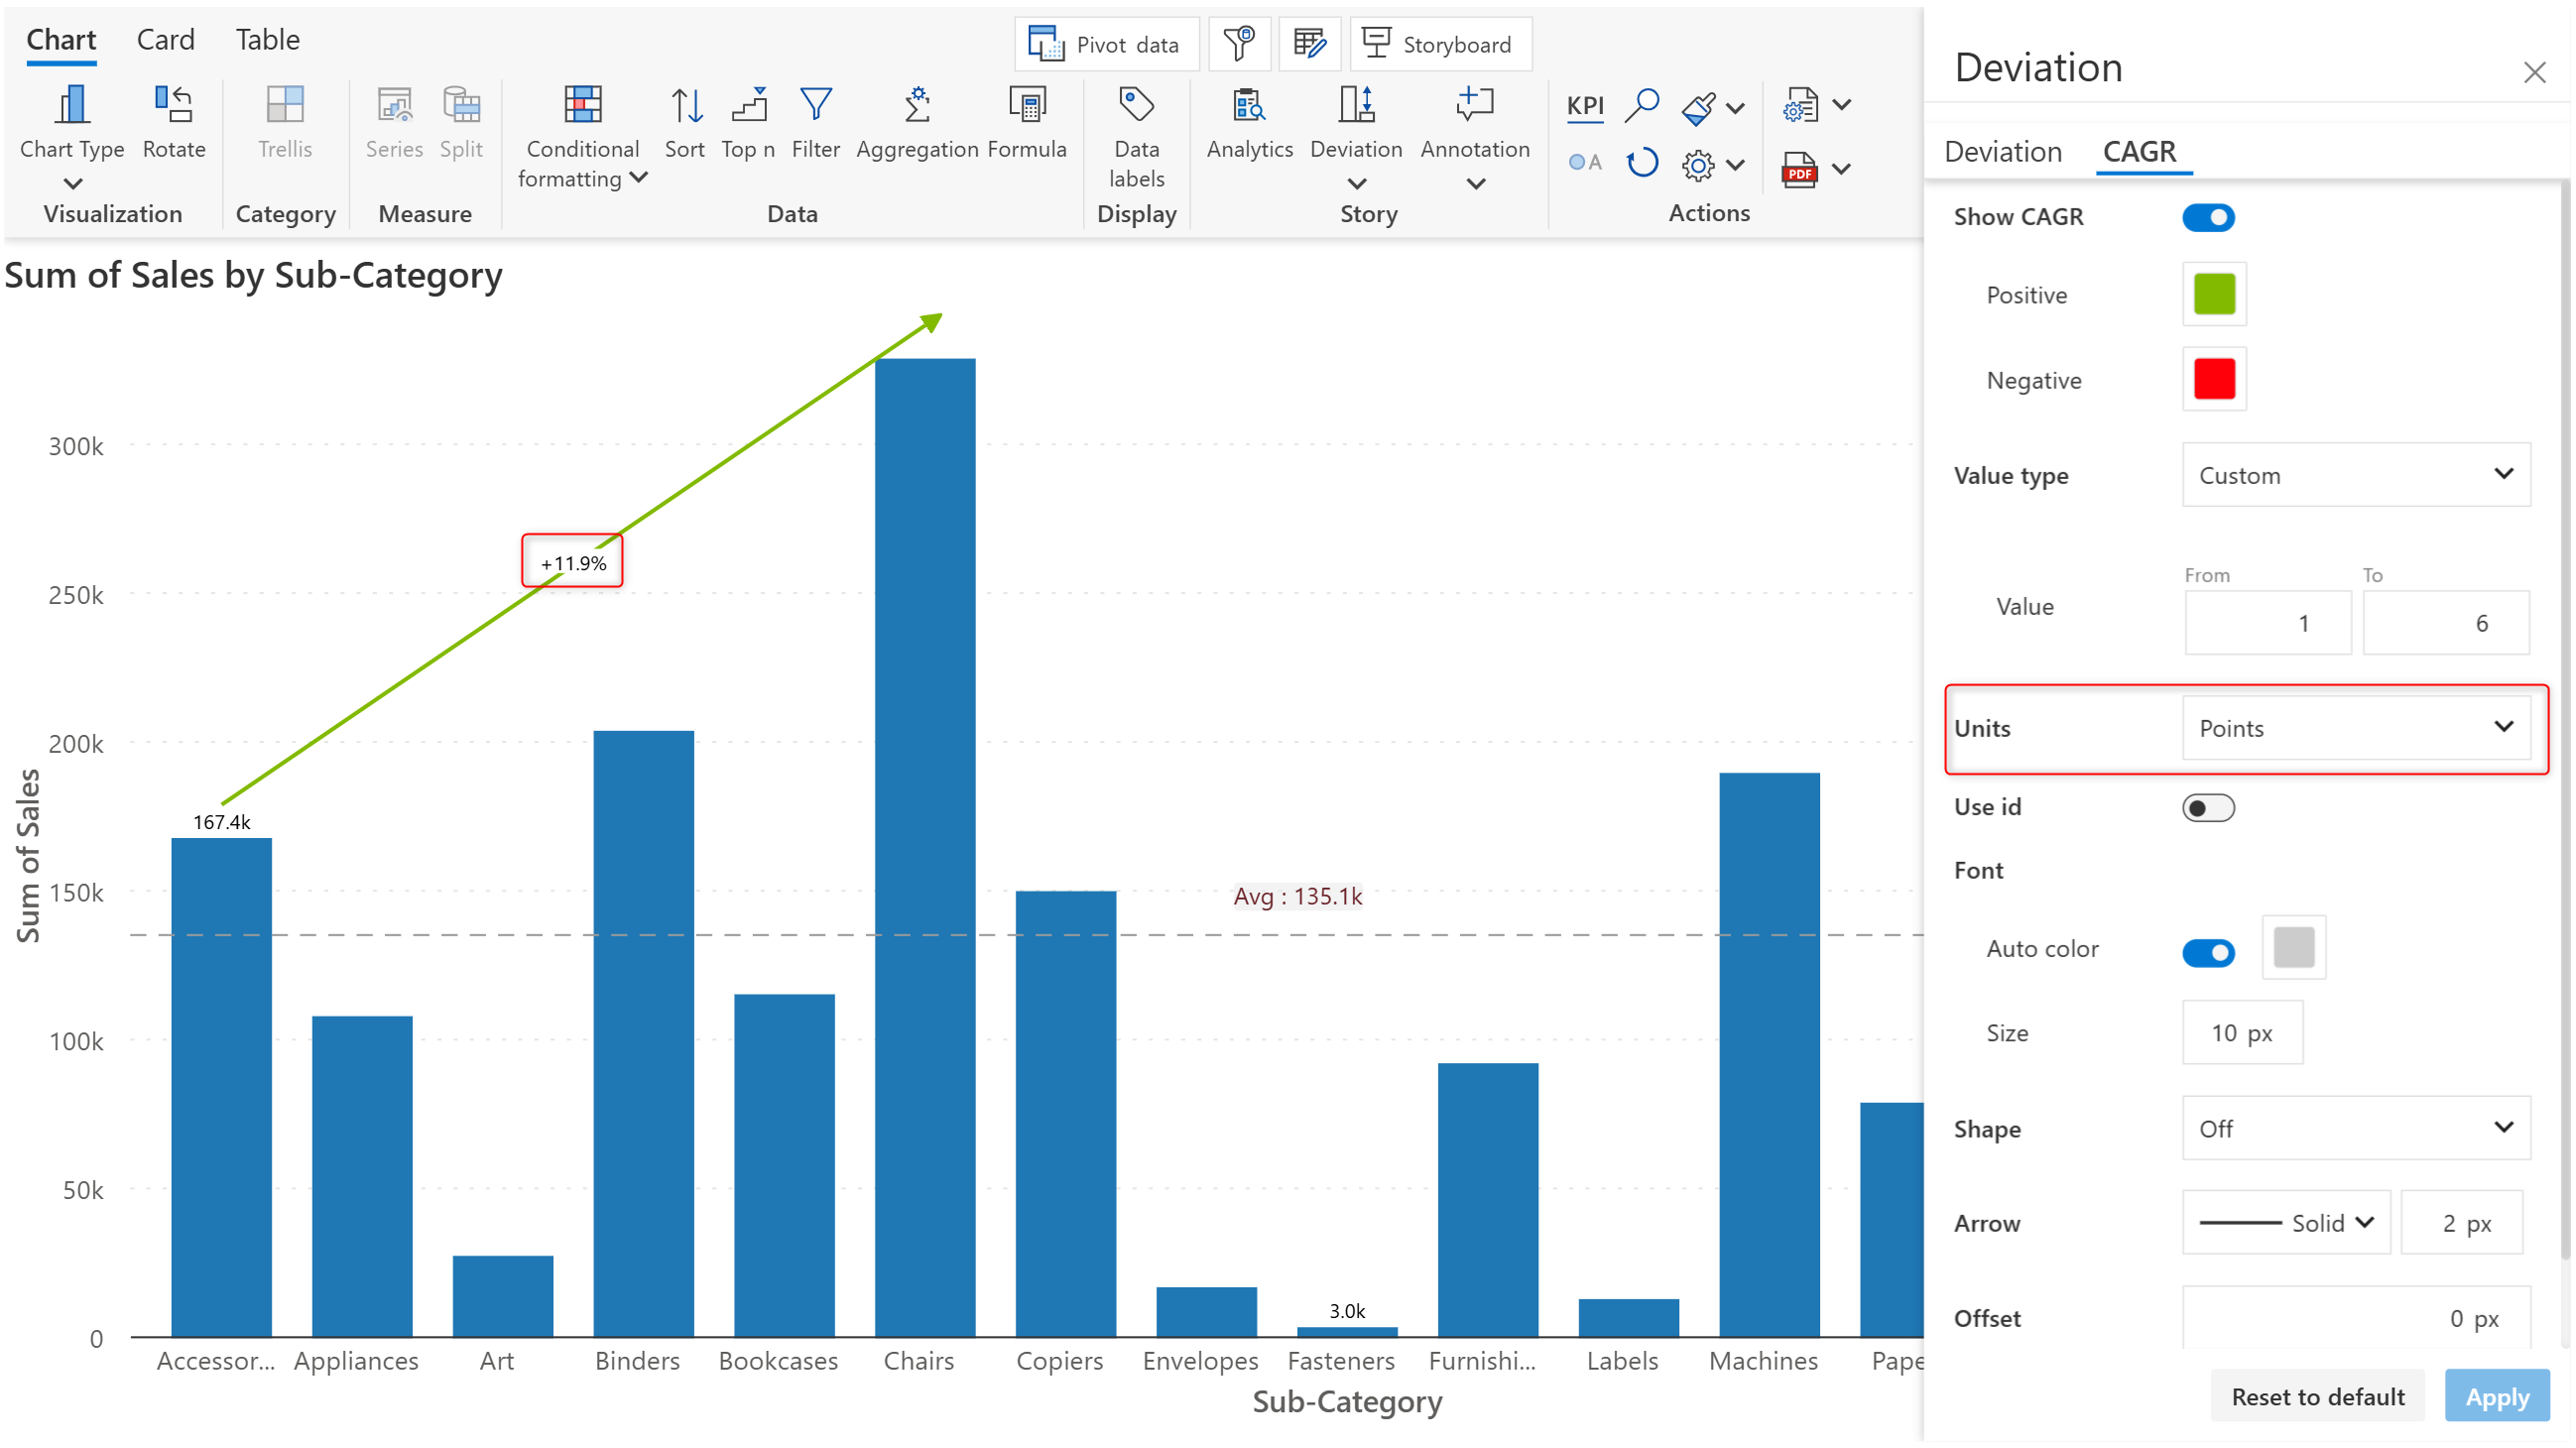 Chart Card Table
Pivot data
Storyboard
Deviation
Chart Type
Rotate
Trellis
Series
Split
Conditional formatting
Sort
Top n
Filter
Aggregation
Formula
Data labels
Analytics
Deviation
Annotation
KPI
A
PDF
Visualization
Category
Measure
Data
Display
Story
Actions
Sum of Sales by Sub-Category
+11.9%
167.4k
Avg : 135.1k
3.0k
300k
250k
200k
150k
100k
50k
0
Sum of Sales
Accessor... Appliances Art Binders Bookcases Chairs Copiers Envelopes Fasteners Furnishi... Labels Machines Pape
Sub-Category
Deviation CAGR
Show CAGR
Positive
Negative
Value type Custom
From To
Value 1 6
Units Points
Use id
Font
Auto color
Size 10 px
Shape Off
Arrow Solid 2 px
Offset 0 px
Reset to default Apply